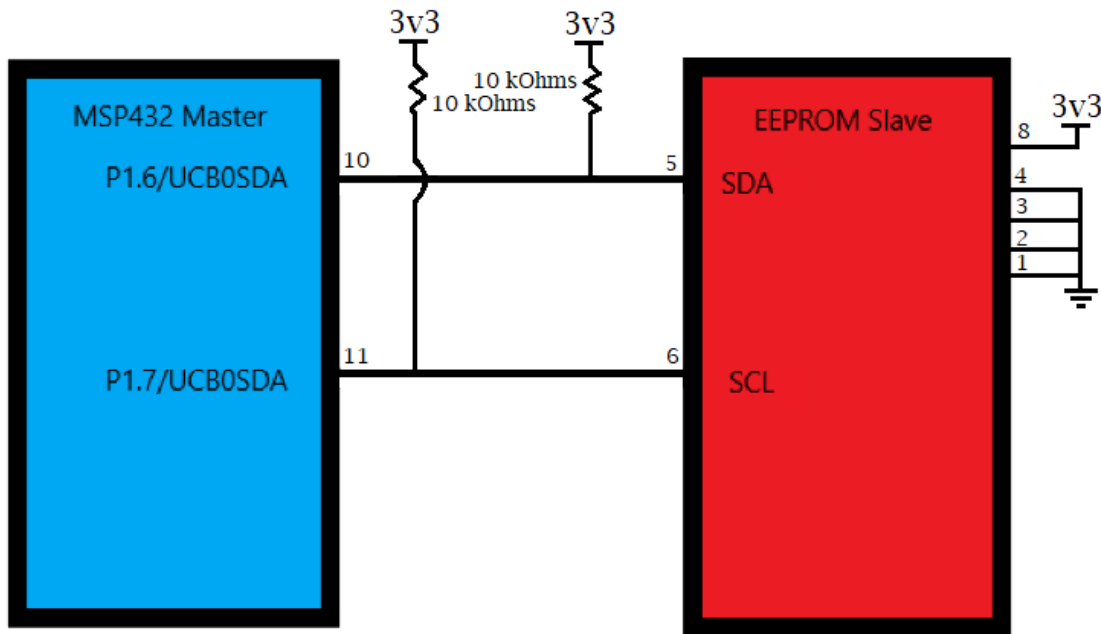 3v3
3v3
10 kOhms
10 kOhms
MSP432 Master
EEPROM Slave
3v3
8
P1.6/UCB0SDA
10
5
SDA
4
3
2
1
P1.7/UCB0SDA
11
6
SCL